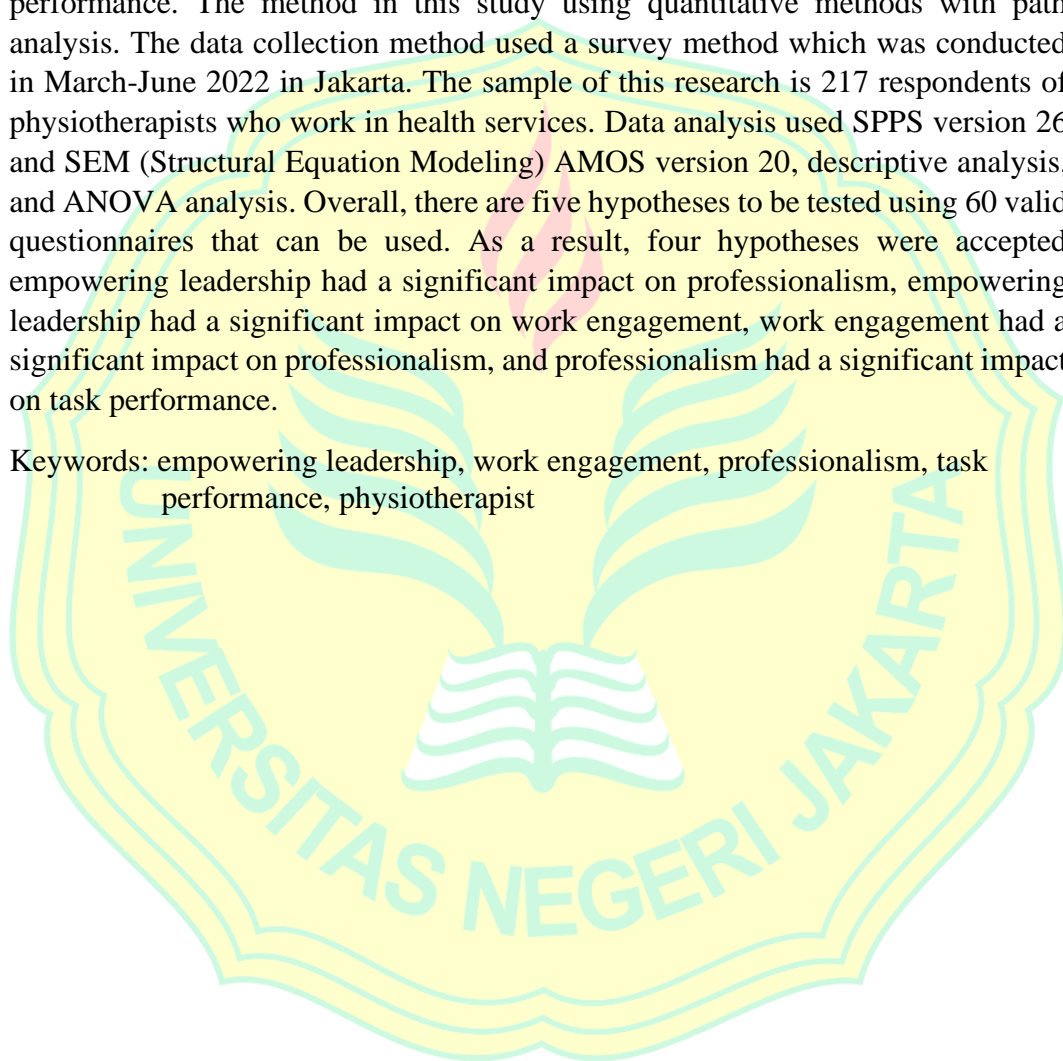 performance. The method in this study using quantitative methods with path
analysis. The data collection method used a survey method which was conducted
in March-June 2022 in Jakarta. The sample of this research is 217 respondents of
physiotherapists who work in health services. Data analysis used SPPS version 26
and SEM (Structural Equation Modeling) AMOS version 20, descriptive analysis,
and ANOVA analysis. Overall, there are five hypotheses to be tested using 60 valid
questionnaires that can be used. As a result, four hypotheses were accepted
empowering leadership had a significant impact on professionalism, empowering
leadership had a significant impact on work engagement, work engagement had a
significant impact on professionalism, and professionalism had a significant impact
on task performance.
Keywords: empowering leadership, work engagement, professionalism, task
performance, physiotherapist
UNIVERSITAS NEGERI JAKARTA